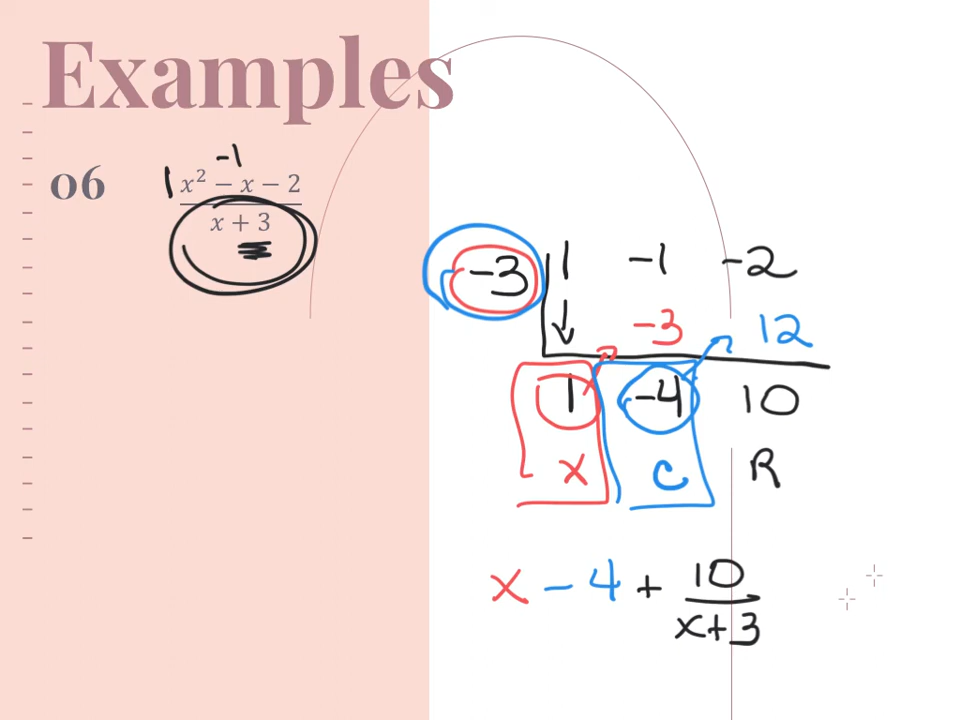 Examples
-1
06 1 x² − x − 2
x + 3
-3 1 -1 -2
-3 12
1 -4 10
x c R
x - 4 + 10
x+3